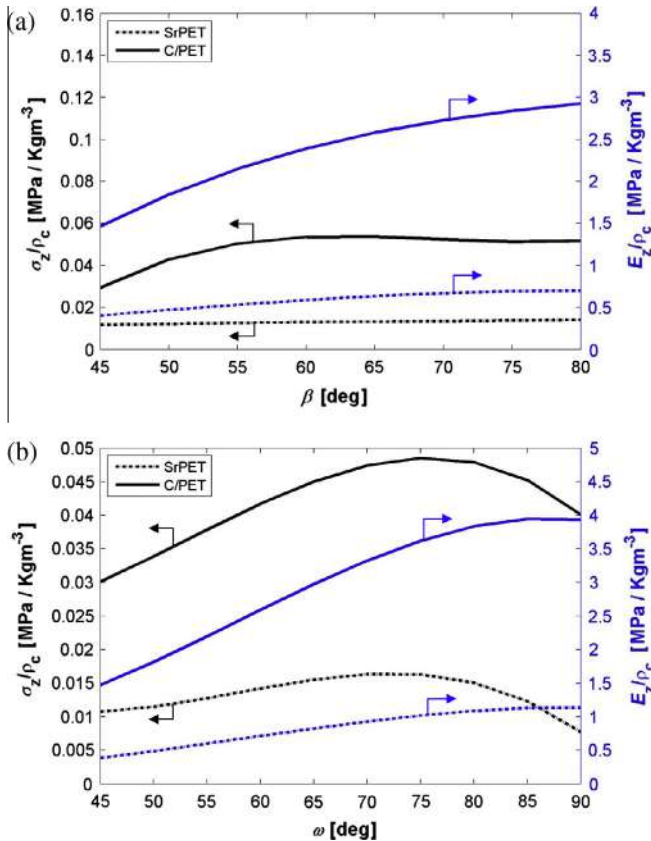 (a)
SrPET
C/PET
0.16
0.14
0.12
0.1
0.08
0.06
0.04
0.02
0
σz/ρc [MPa / Kgm-3]
4
3.5
3
2.5
2
1.5
1
0.5
0
Ez/ρc [MPa / Kgm-3]
45 50 55 60 65 70 75 80
β [deg]
(b)
SrPET
C/PET
0.05
0.045
0.04
0.035
0.03
0.025
0.02
0.015
0.01
0.005
0
σz/ρc [MPa / Kgm-3]
5
4.5
4
3.5
3
2.5
2
1.5
1
0.5
0
Ez/ρc [MPa / Kgm-3]
45 50 55 60 65 70 75 80 85 90
ω [deg]